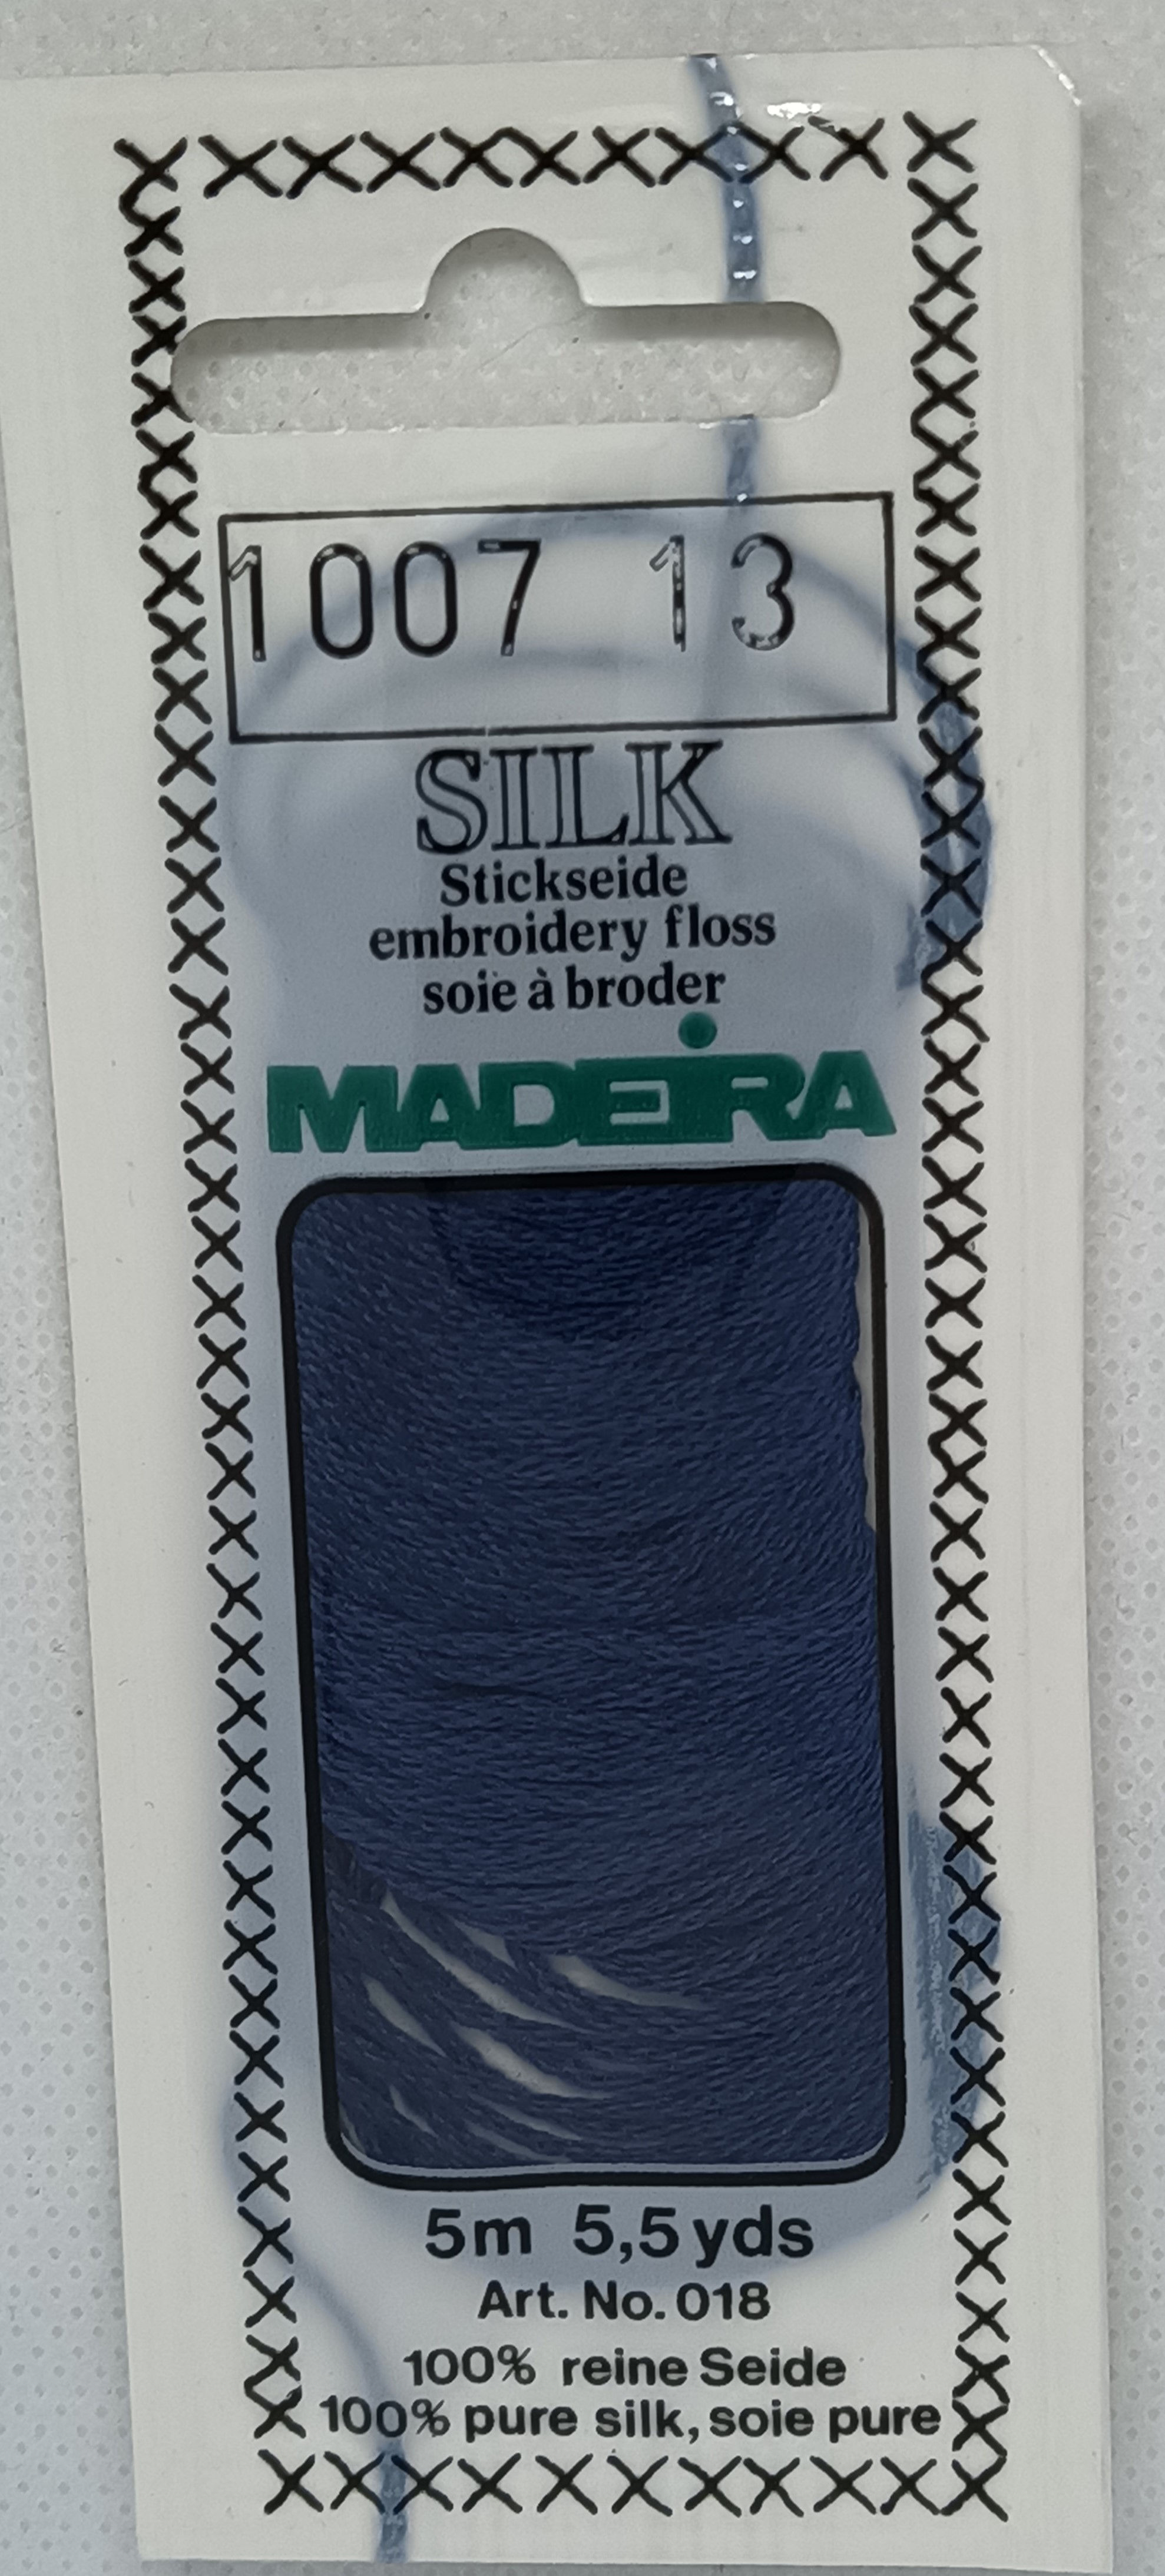 1007 13
SILK
Stickseide
embroidery floss
soie à broder
MADEIRA
5m 5,5 yds
Art. No. 018
100% reine Seide
100% pure silk, soie pure